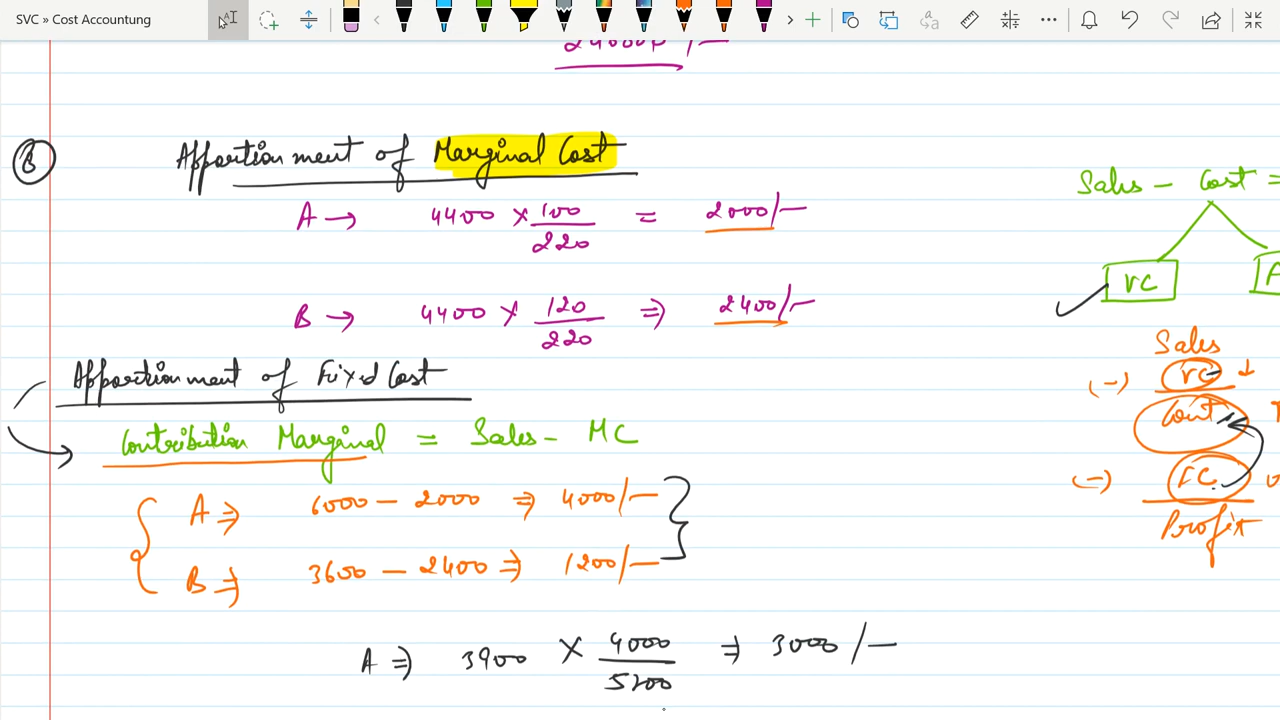 SVC » Cost Accountung
24000 /-
B Apportionment of Marginal Cost
A → 4400 × 100/220 = 2000/-
B → 4400 × 120/220 ⇒ 2400/-
Apportionment of Fixed Cost
Contribution Marginal = Sales - MC
A ⇒ 6000 - 2000 ⇒ 4000/-
B ⇒ 3600 - 2400 ⇒ 1200/-
A ⇒ 3900 × 4000/5200 ⇒ 3000/-
Sales - Cost =
VC F
Sales
(-) VC ↓
Cont ↑
(-) FC
Profit